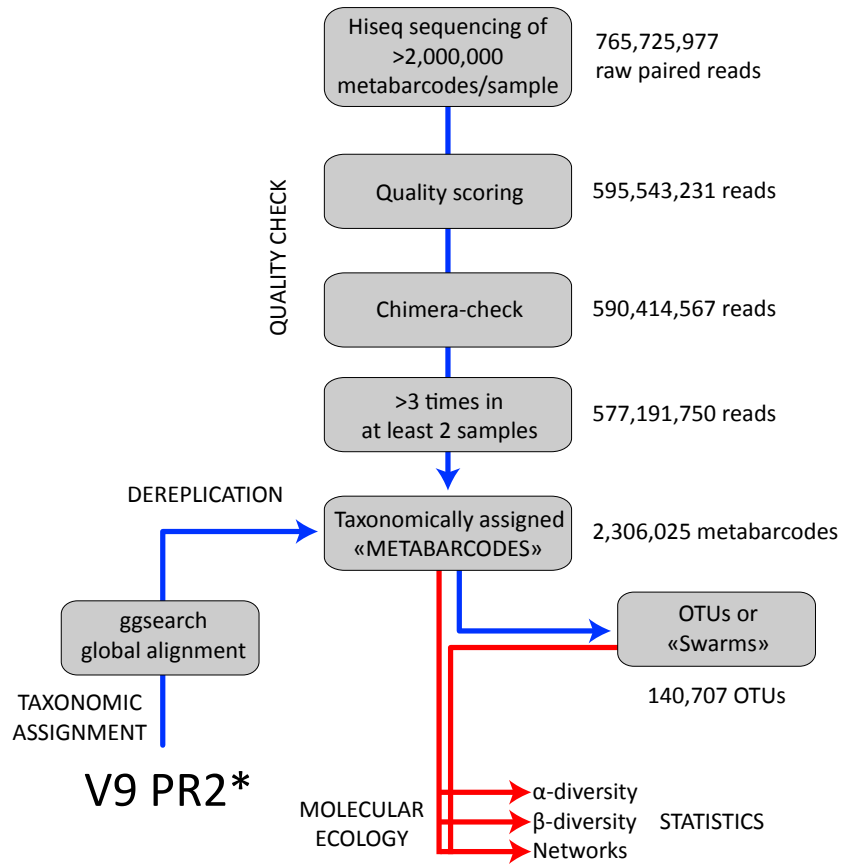 Hiseq sequencing of
>2,000,000
metabarcodes/sample
765,725,977
raw paired reads
QUALITY CHECK
Quality scoring
595,543,231 reads
Chimera-check
590,414,567 reads
>3 times in
at least 2 samples
577,191,750 reads
DEREPLICATION
Taxonomically assigned
«METABARCODES»
2,306,025 metabarcodes
ggsearch
global alignment
OTUs or
«Swarms»
140,707 OTUs
TAXONOMIC
ASSIGNMENT
V9 PR2*
MOLECULAR
ECOLOGY
α-diversity
β-diversity
Networks
STATISTICS